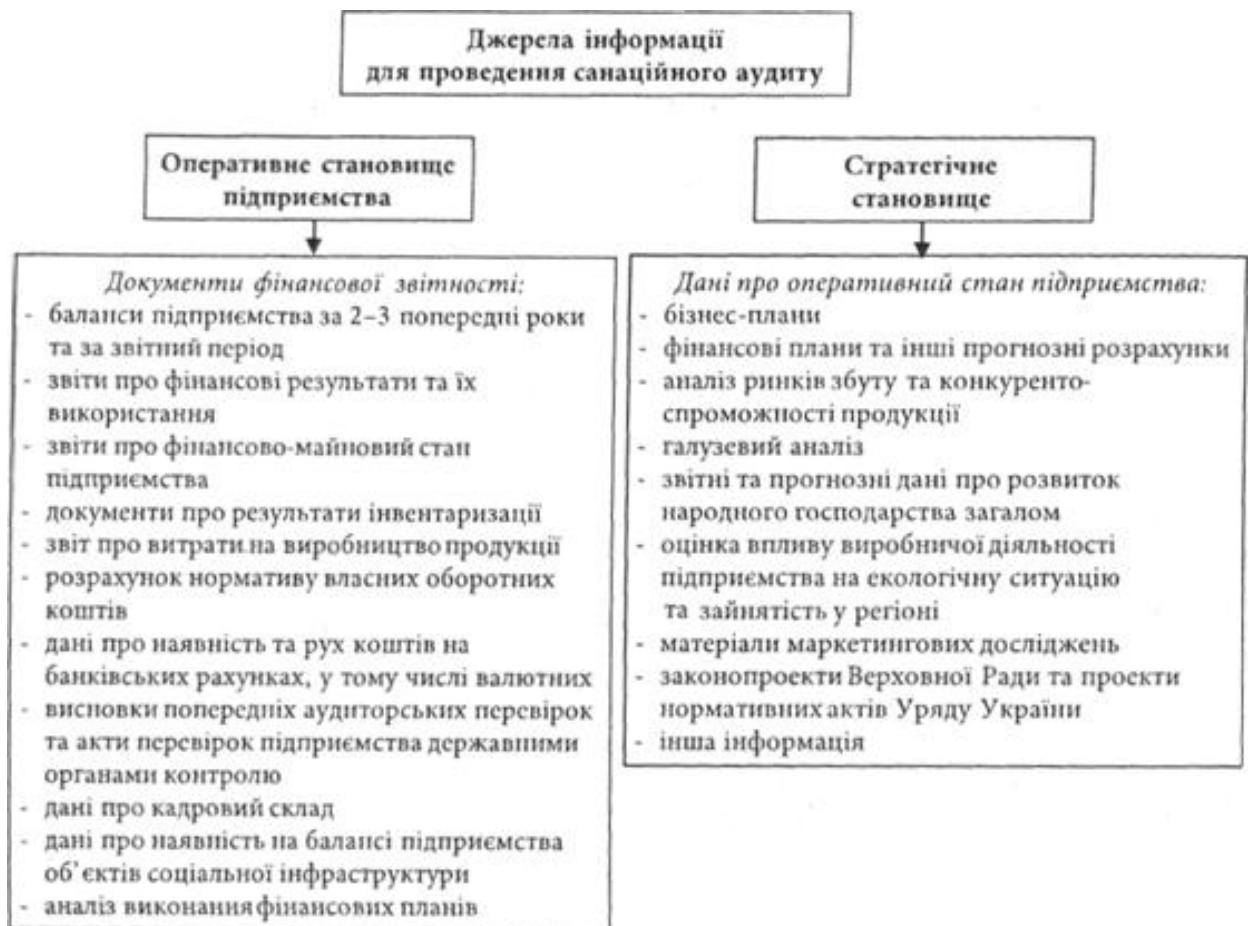 Джерела інформації
для проведення санаційного аудиту
Оперативне становище
підприємства
Документи фінансової звітності:
- баланси підприємства за 2–3 попередні роки
та за звітний період
- звіти про фінансові результати та їх
використання
- звіти про фінансово-майновий стан
підприємства
- документи про результати інвентаризації
- звіт про витрати на виробництво продукції
- розрахунок нормативу власних оборотних
коштів
- дані про наявність та рух коштів на
банківських рахунках, у тому числі валютних
- висновки попередніх аудиторських перевірок
та акти перевірок підприємства державними
органами контролю
- дані про кадровий склад
- дані про наявність на балансі підприємства
об’єктів соціальної інфраструктури
- аналіз виконання фінансових планів
Стратегічне
становище
Дані про оперативний стан підприємства:
- бізнес-плани
- фінансові плани та інші прогнозні розрахунки
- аналіз ринків збуту та конкуренто-
спроможності продукції
- галузевий аналіз
- звітні та прогнозні дані про розвиток
народного господарства загалом
- оцінка впливу виробничої діяльності
підприємства на екологічну ситуацію
та зайнятість у регіоні
- матеріали маркетингових досліджень
- законопроекти Верховної Ради та проекти
нормативних актів Уряду України
- інша інформація